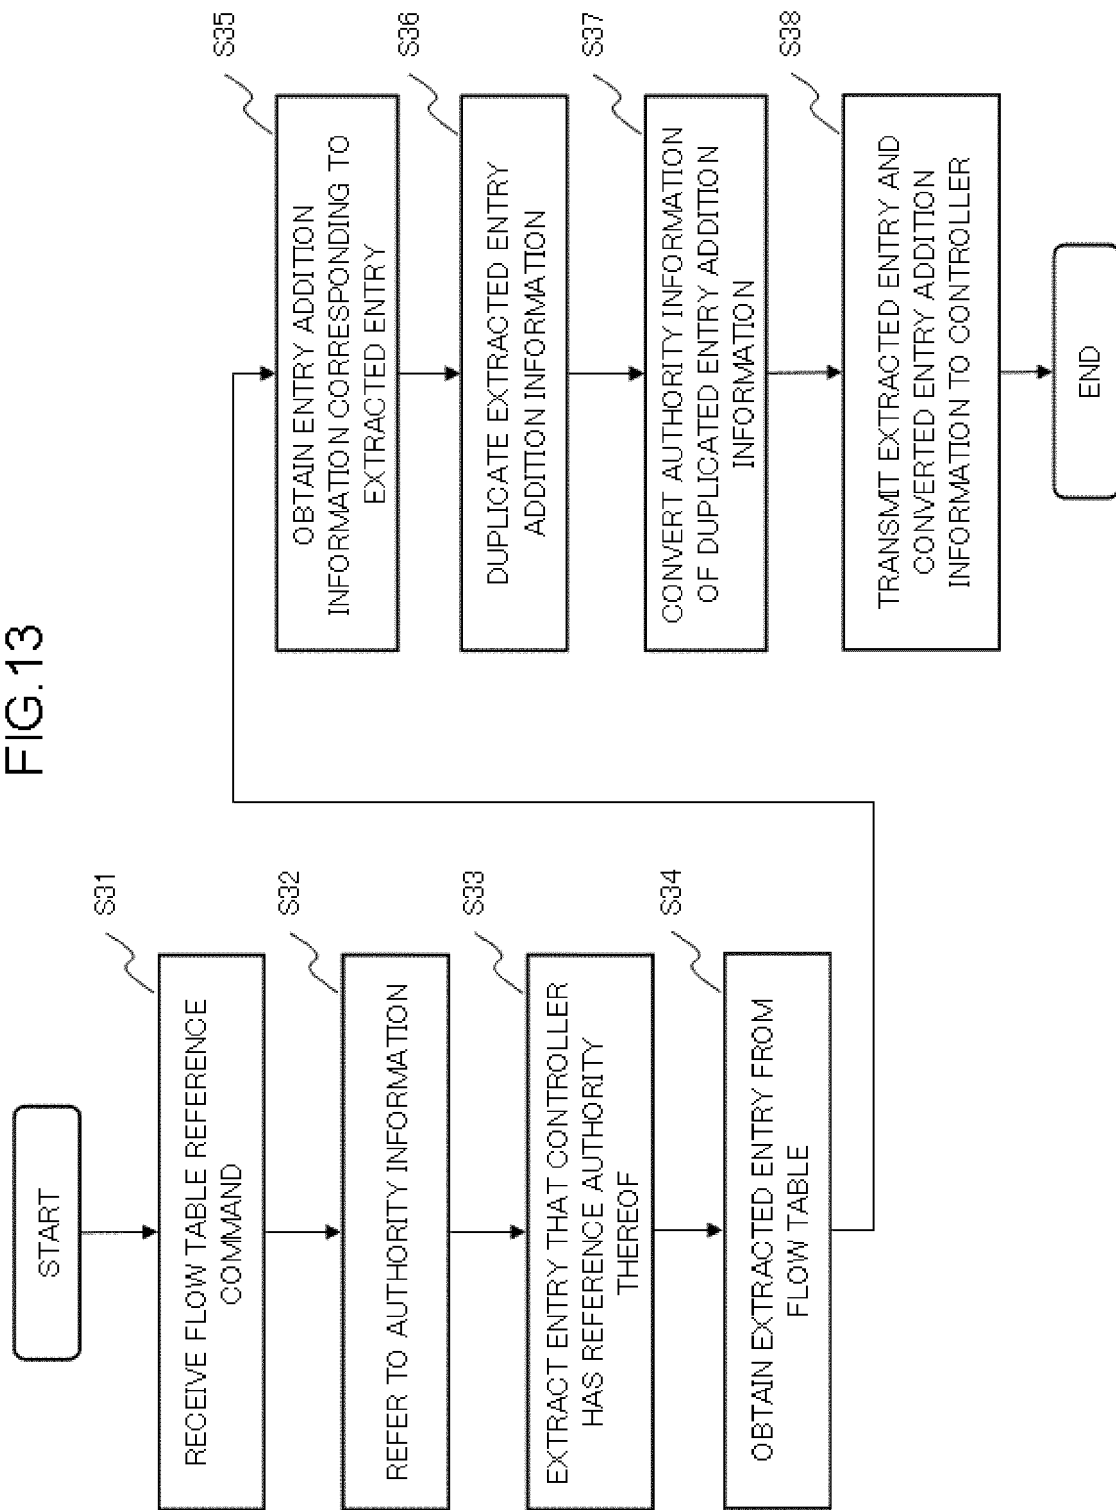 FIG.13
START
S31
RECEIVE FLOW TABLE REFERENCE
COMMAND
S32
REFER TO AUTHORITY INFORMATION
S33
EXTRACT ENTRY THAT CONTROLLER
HAS REFERENCE AUTHORITY
THEREOF
S34
OBTAIN EXTRACTED ENTRY FROM
FLOW TABLE
S35
OBTAIN ENTRY ADDITION
INFORMATION CORRESPONDING TO
EXTRACTED ENTRY
S36
DUPLICATE EXTRACTED ENTRY
ADDITION INFORMATION
S37
CONVERT AUTHORITY INFORMATION
OF DUPLICATED ENTRY ADDITION
INFORMATION
S38
TRANSMIT EXTRACTED ENTRY AND
CONVERTED ENTRY ADDITION
INFORMATION TO CONTROLLER
END